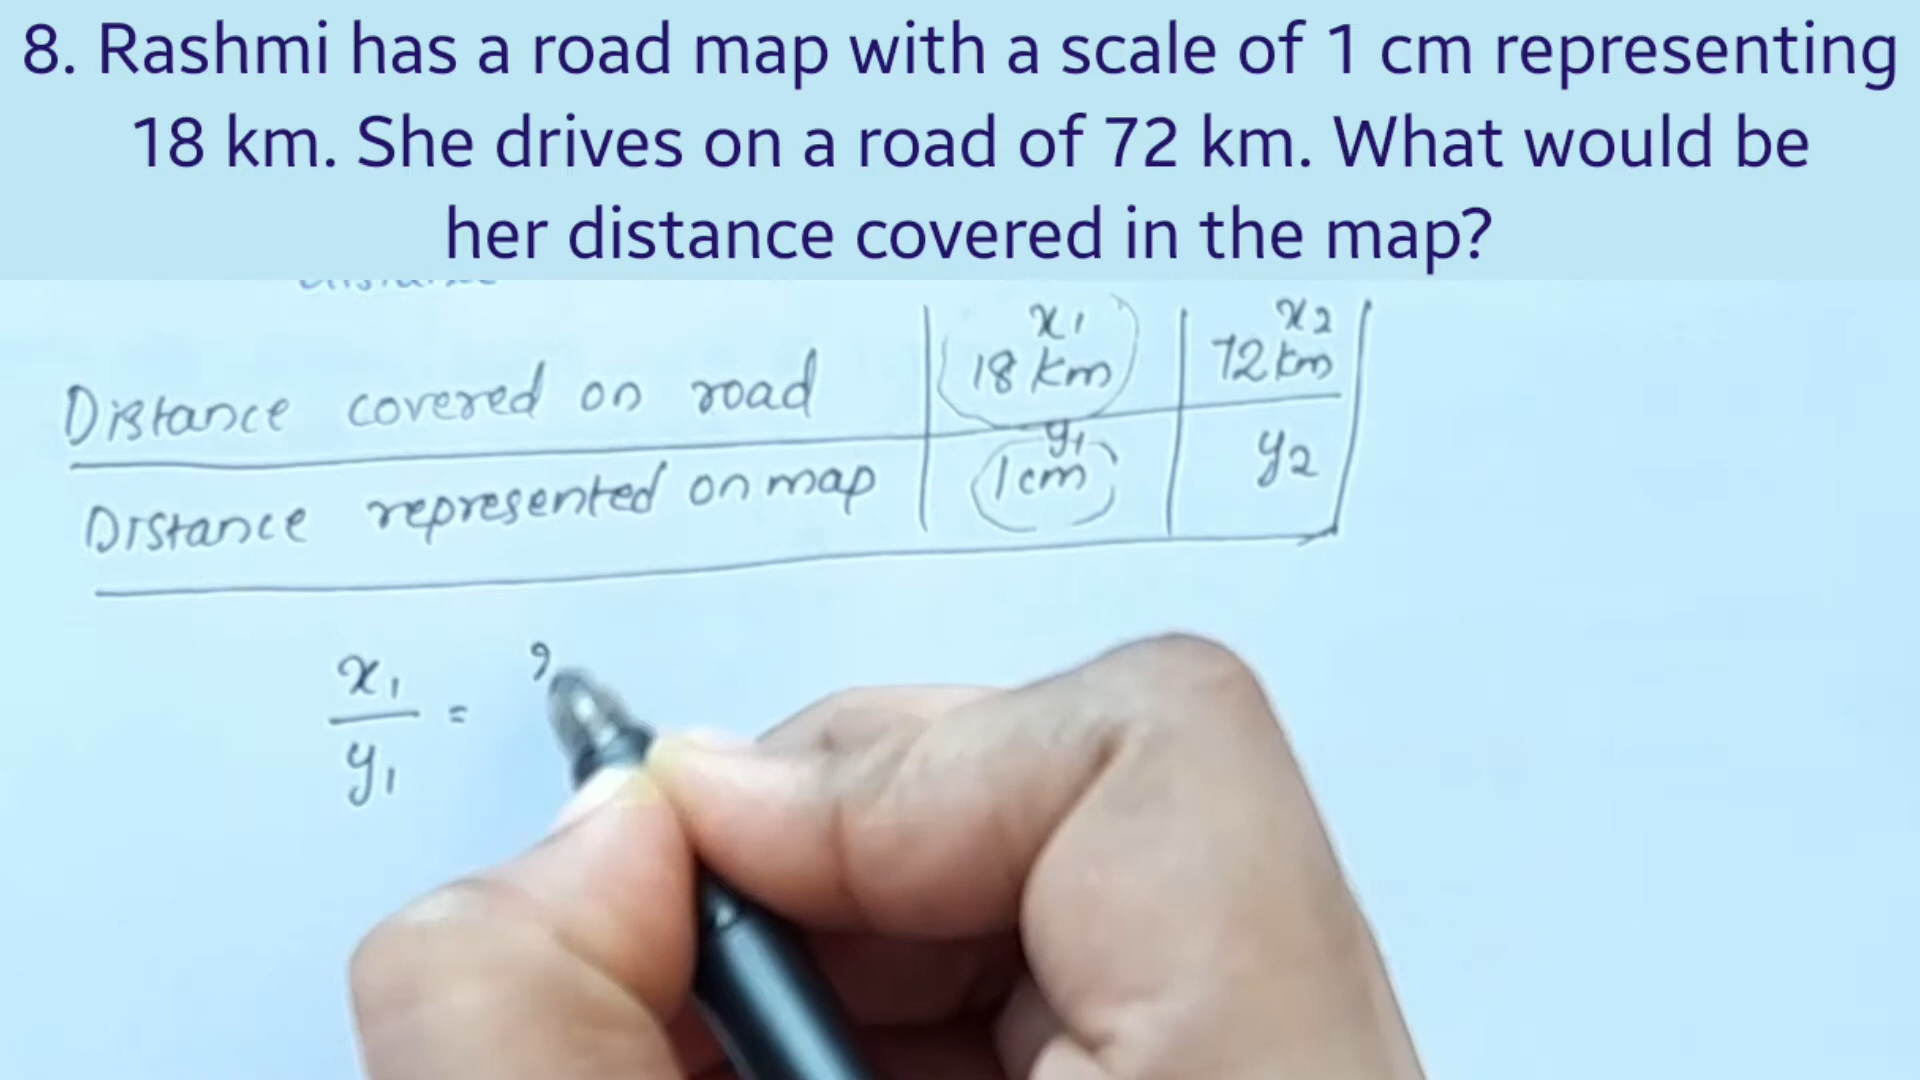 8. Rashmi has a road map with a scale of 1 cm representing
18 km. She drives on a road of 72 km. What would be
her distance covered in the map?
x1 x2
Distance covered on road 18 km 72 km
y1
Distance represented on map 1 cm y2
x1
=
y1